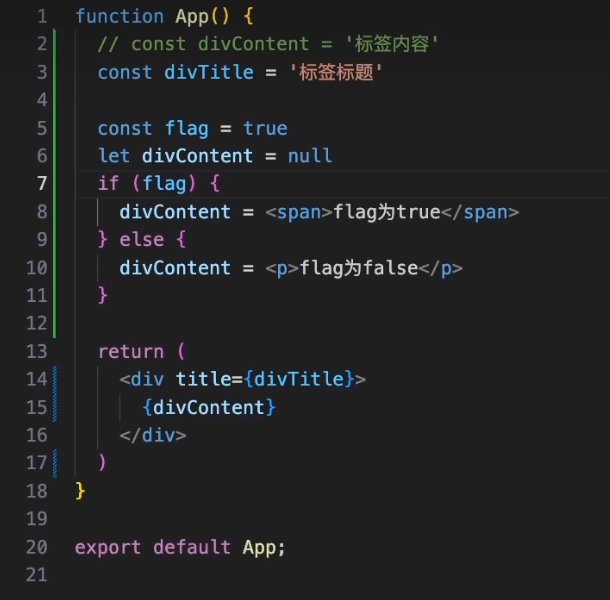 1 function App() {
2 // const divContent = '标签内容'
3 const divTitle = '标签标题'
4
5 const flag = true
6 let divContent = null
7 if (flag) {
8 divContent = <span>flag为true</span>
9 } else {
10 divContent = <p>flag为false</p>
11 }
12
13 return (
14 <div title={divTitle}>
15 {divContent}
16 </div>
17 )
18 }
19
20 export default App;
21